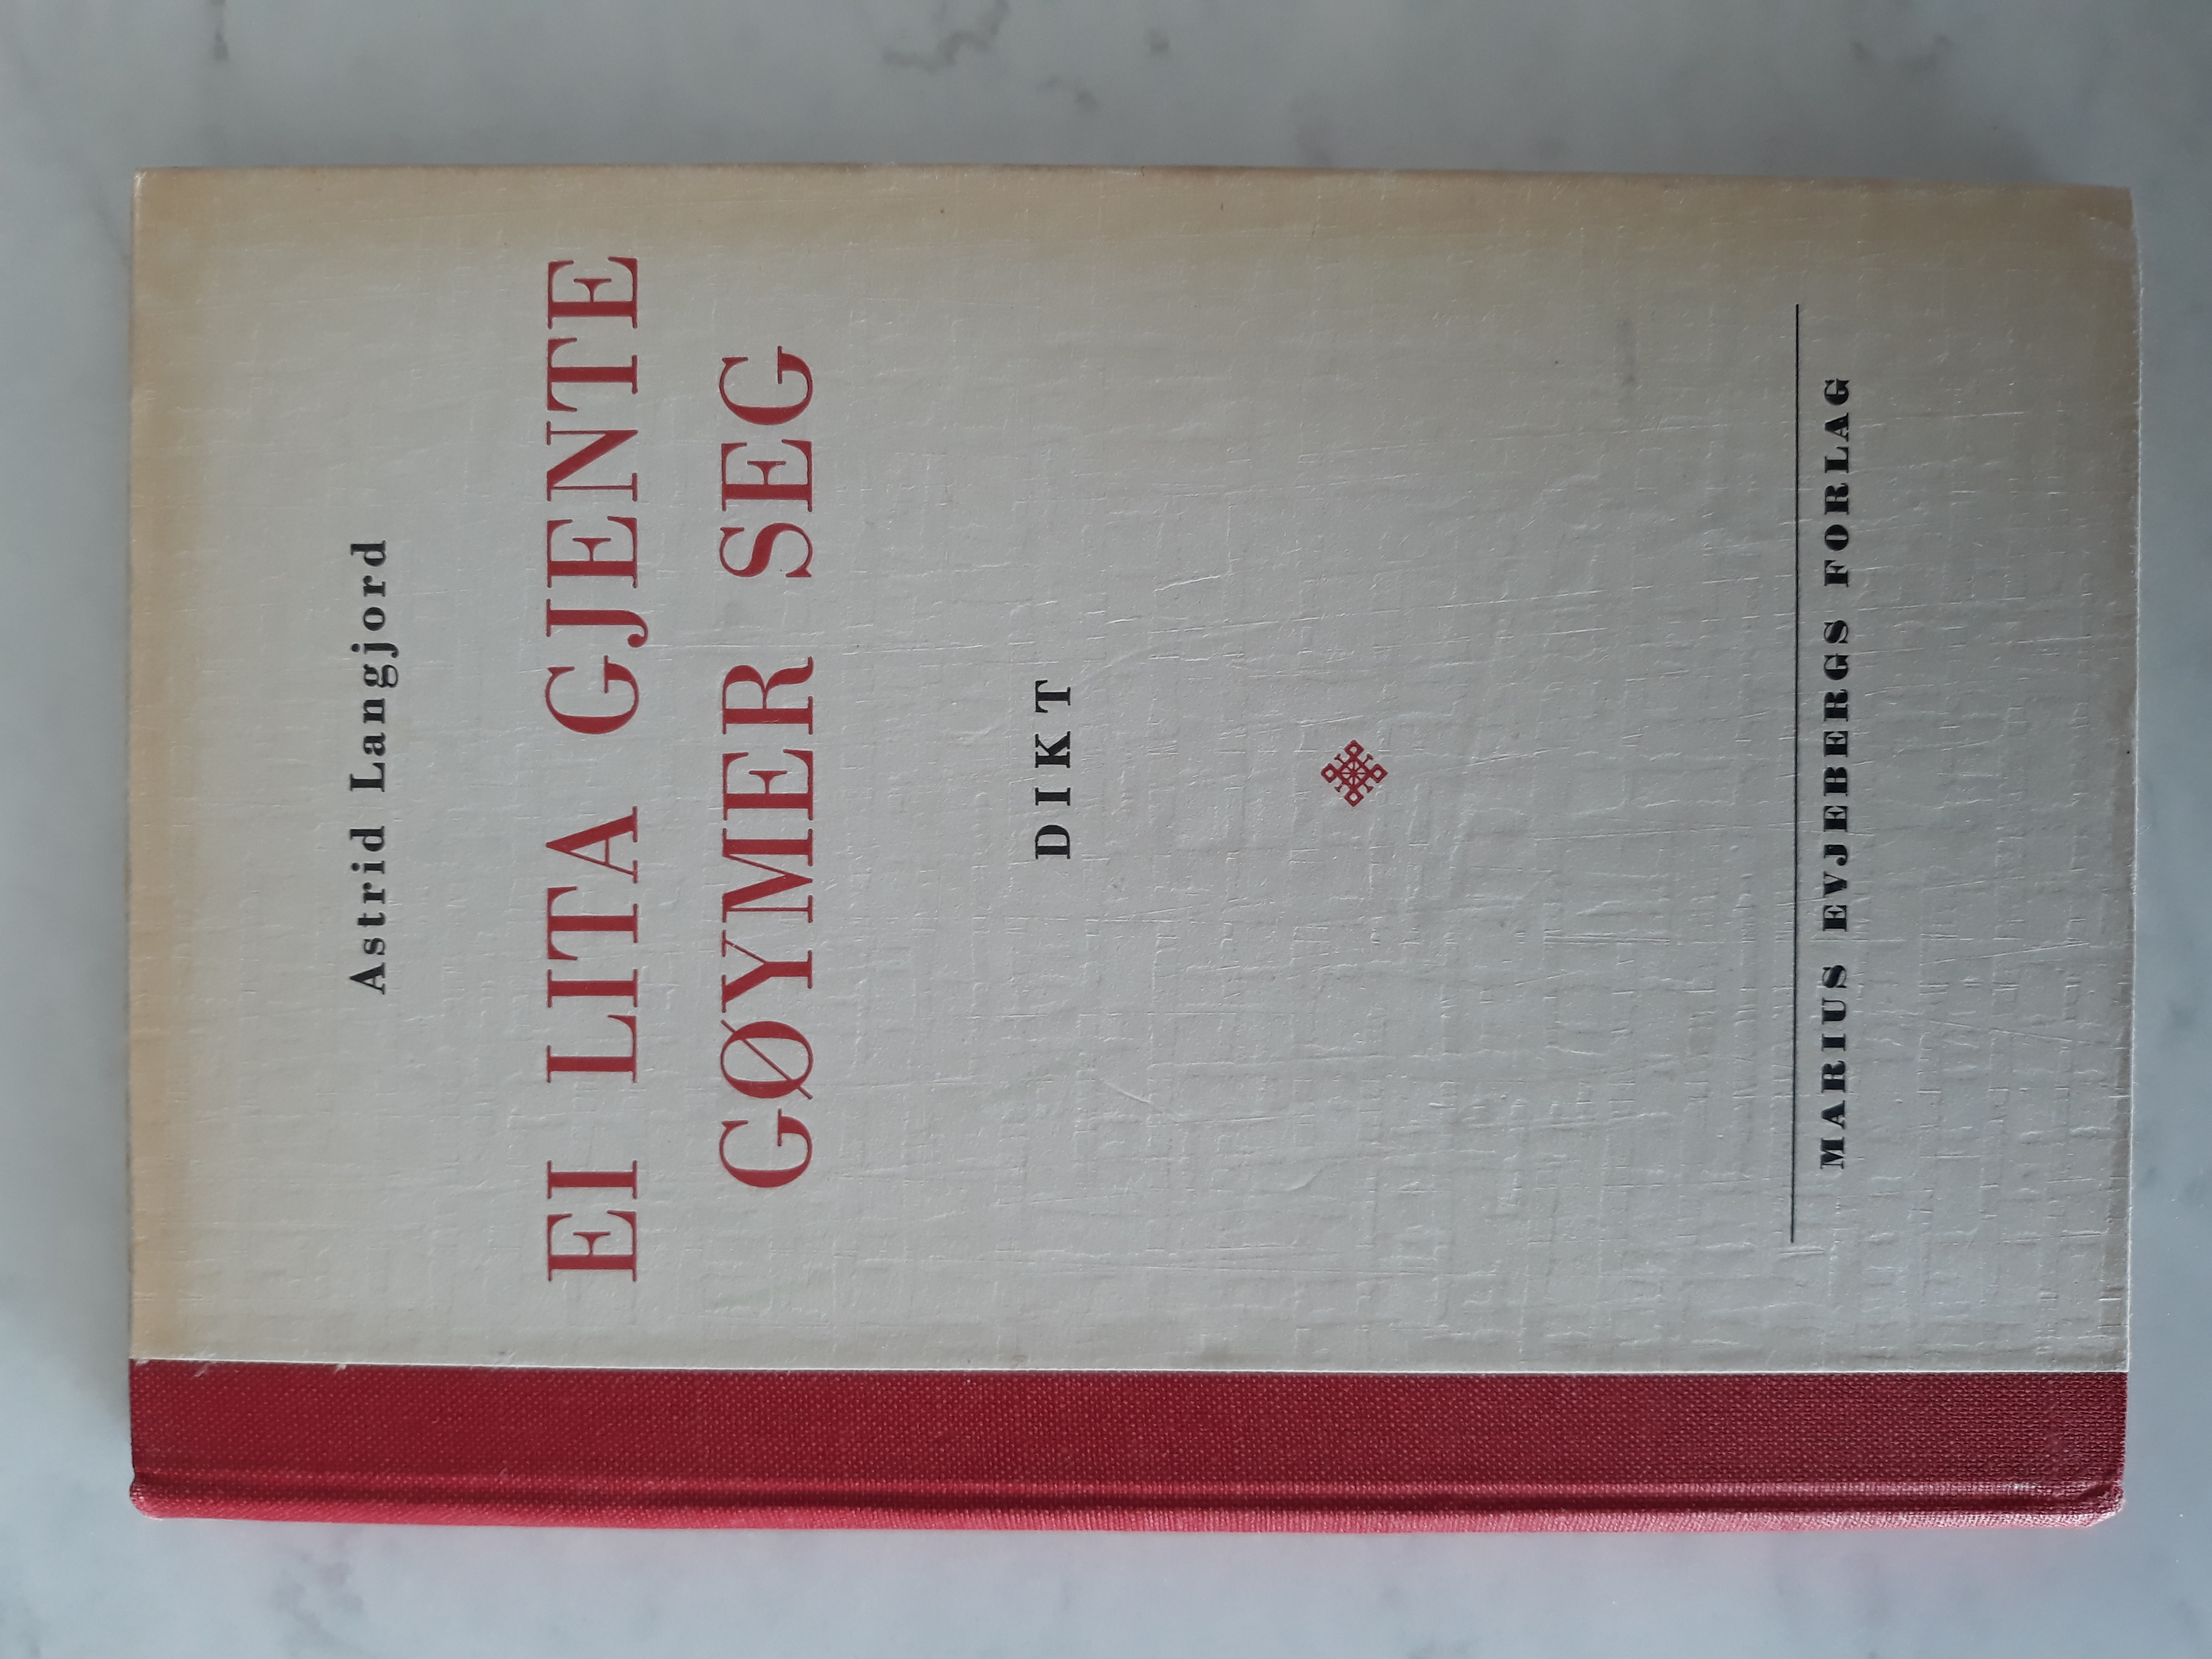 Astrid Langjord
EI LITA GJENTE
GØYMER SEG
DIKT
MARIUS EVJEBERGS FORLAG